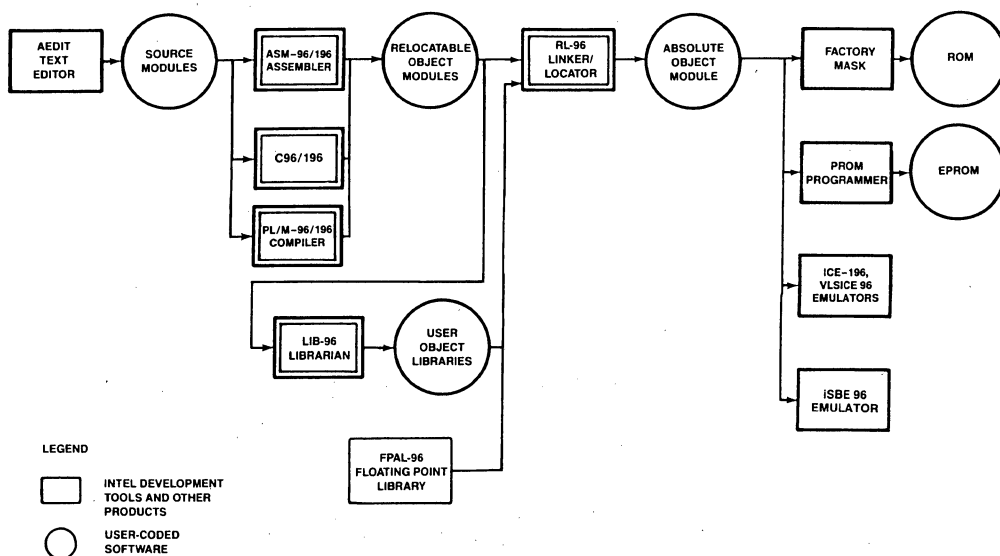 AEDIT
TEXT
EDITOR
SOURCE
MODULES
ASM-96/196
ASSEMBLER
C96/196
PL/M-96/196
COMPILER
RELOCATABLE
OBJECT
MODULES
RL-96
LINKER/
LOCATOR
ABSOLUTE
OBJECT
MODULE
FACTORY
MASK
ROM
PROM
PROGRAMMER
EPROM
ICE-196,
VLSICE 96
EMULATORS
iSBE 96
EMULATOR
LIB-96
LIBRARIAN
USER
OBJECT
LIBRARIES
FPAL-96
FLOATING POINT
LIBRARY
LEGEND
INTEL DEVELOPMENT
TOOLS AND OTHER
PRODUCTS
USER-CODED
SOFTWARE